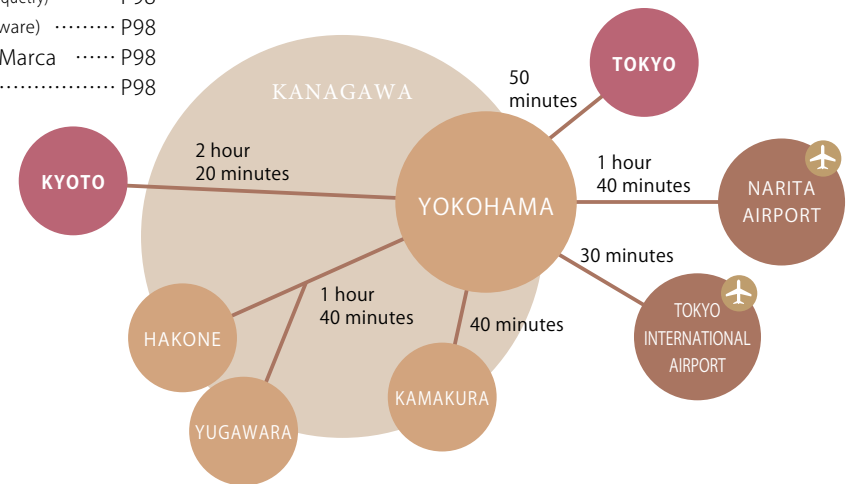 P98
ware) ········ P98
Marca ······ P98
················· P98
KANAGAWA
TOKYO
50
minutes
KYOTO
2 hour
20 minutes
YOKOHAMA
1 hour
40 minutes
NARITA
AIRPORT
30 minutes
TOKYO
INTERNATIONAL
AIRPORT
1 hour
40 minutes
40 minutes
HAKONE
KAMAKURA
YUGAWARA